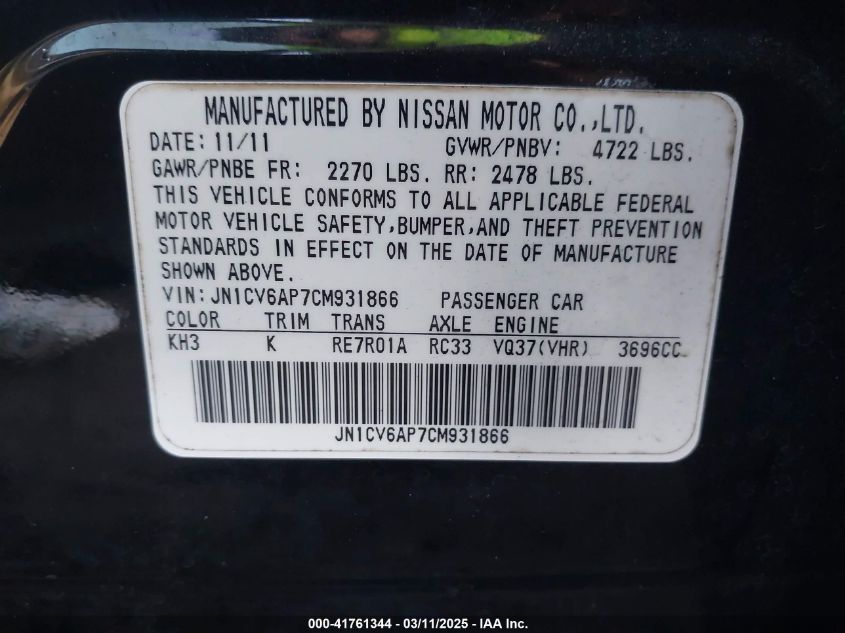 MANUFACTURED BY NISSAN MOTOR CO.,LTD.
DATE: 11/11 GVWR/PNBV: 4722 LBS.
GAWR/PNBE FR: 2270 LBS. RR: 2478 LBS.
THIS VEHICLE CONFORMS TO ALL APPLICABLE FEDERAL
MOTOR VEHICLE SAFETY,BUMPER,AND THEFT PREVENTION
STANDARDS IN EFFECT ON THE DATE OF MANUFACTURE
SHOWN ABOVE.
VIN:JN1CV6AP7CM931866 PASSENGER CAR
COLOR TRIM TRANS AXLE ENGINE
KH3 K RE7R01A RC33 VQ37(VHR) 3696CC
JN1CV6AP7CM931866
000-41761344 - 03/11/2025 - IAA Inc.